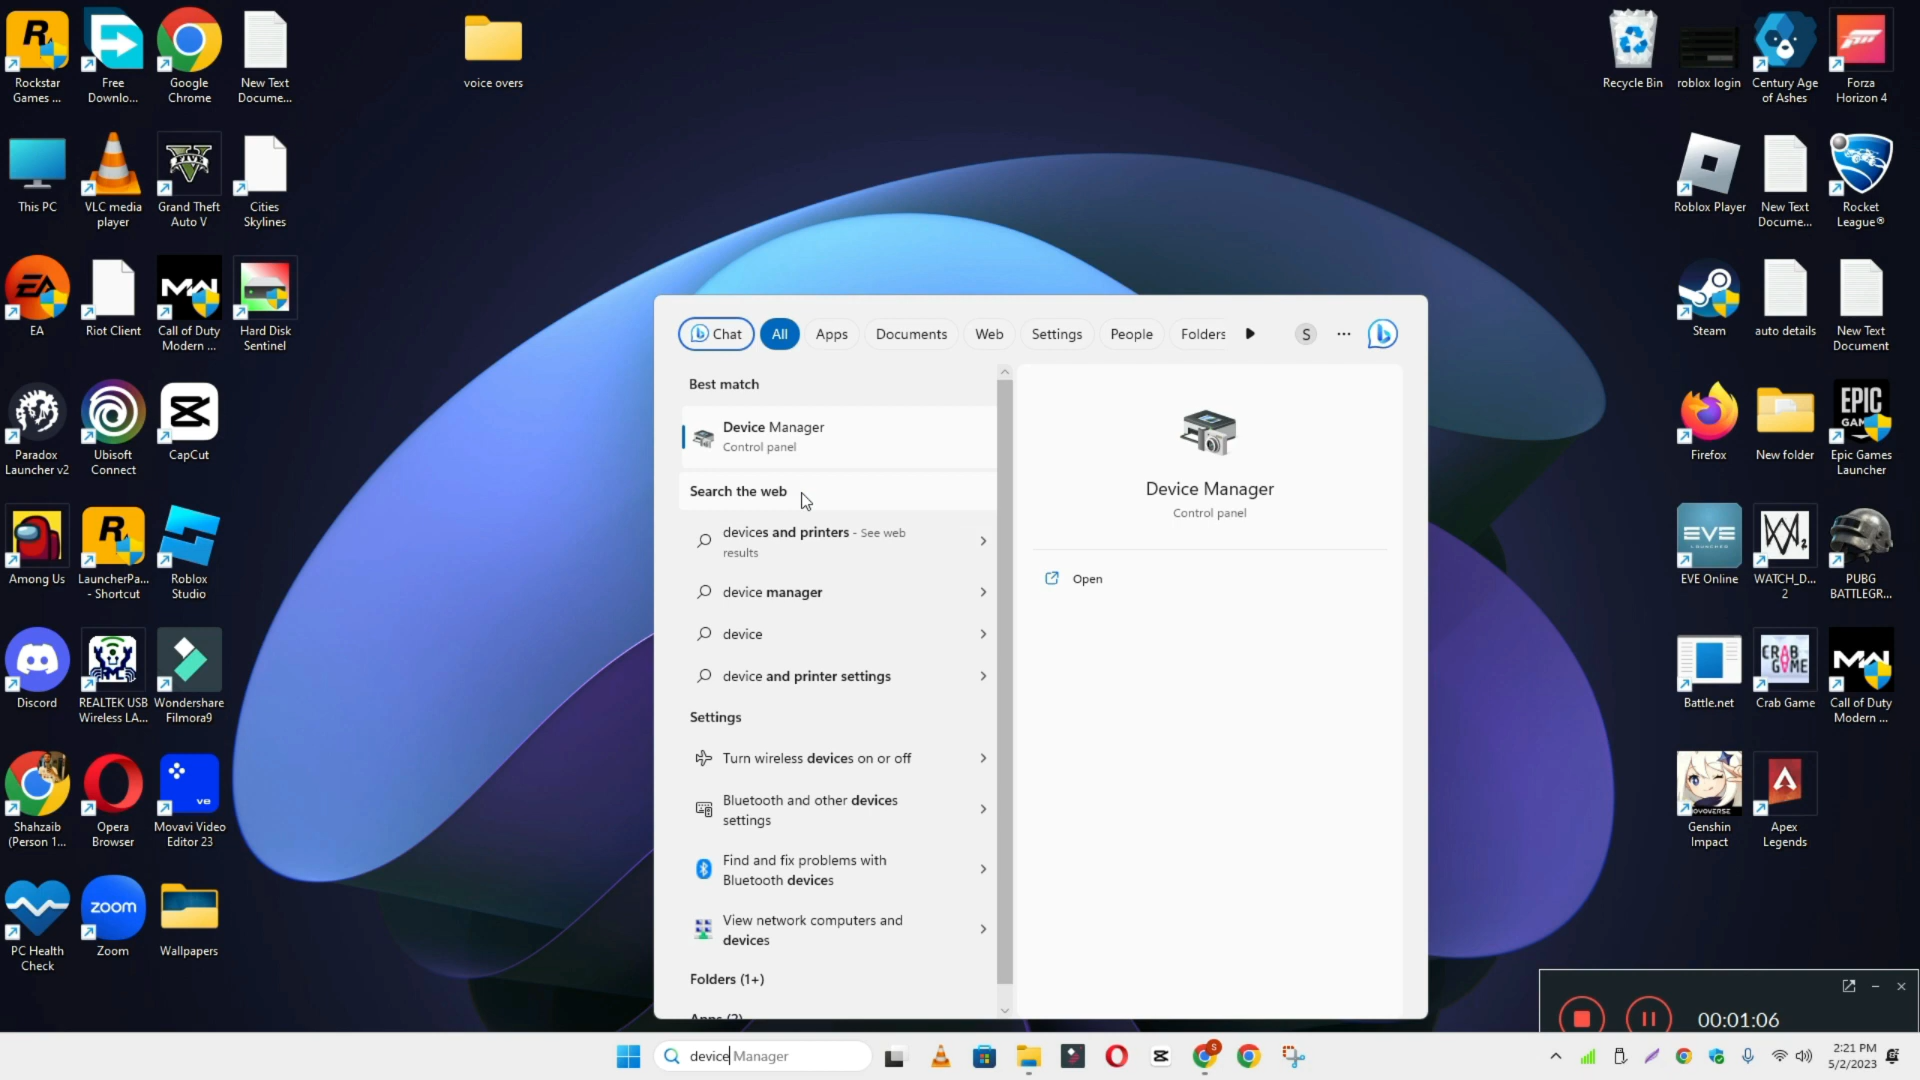 Rockstar
Games ...
Free
Downlo...
Google
Chrome
New Text
Docume...
voice overs
Recycle Bin
roblox login
Century Age
of Ashes
Forza
Horizon 4
This PC
VLC media
player
Grand Theft
Auto V
Cities
Skylines
Roblox Player
New Text
Docume...
Rocket
League®
EA
Riot Client
Call of Duty
Modern ...
Hard Disk
Sentinel
Steam
auto details
New Text
Document
Paradox
Launcher v2
Ubisoft
Connect
CapCut
Firefox
New folder
Epic Games
Launcher
Among Us
LauncherPa...
- Shortcut
Roblox
Studio
EVE Online
WATCH_D...
2
PUBG
BATTLEGR...
Discord
REALTEK USB
Wireless LA...
Wondershare
Filmora9
Battle.net
Crab Game
Call of Duty
Modern ...
Shahzaib
(Person 1...
Opera
Browser
Movavi Video
Editor 23
Genshin
Impact
Apex
Legends
PC Health
Check
zoom
Zoom
Wallpapers
Chat
All
Apps
Documents
Web
Settings
People
Folders
S
Best match
Device Manager
Control panel
Search the web
devices and printers - See web
results
device manager
device
device and printer settings
Settings
Turn wireless devices on or off
Bluetooth and other devices
settings
Find and fix problems with
Bluetooth devices
View network computers and
devices
Folders (1+)
Device Manager
Control panel
Open
00:01:06
device Manager
2:21 PM
5/2/2023